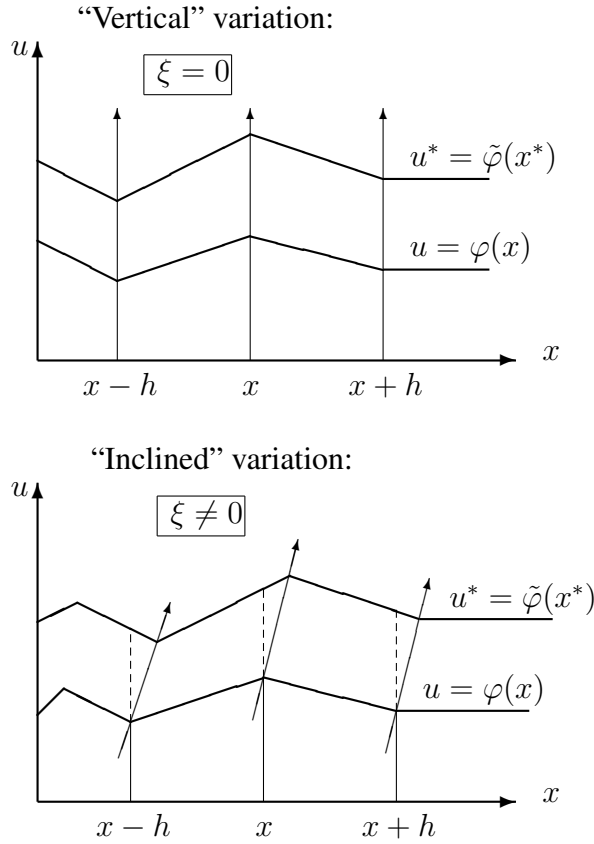 “Vertical” variation:
u
ξ = 0
u* = φ̃(x*)
u = φ(x)
x
x − h
x
x + h
“Inclined” variation:
u
ξ ≠ 0
u* = φ̃(x*)
u = φ(x)
x
x − h
x
x + h